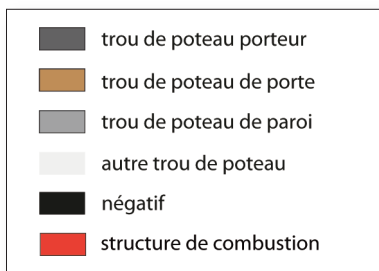 trou de poteau porteur
trou de poteau de porte
trou de poteau de paroi
autre trou de poteau
négatif
structure de combustion